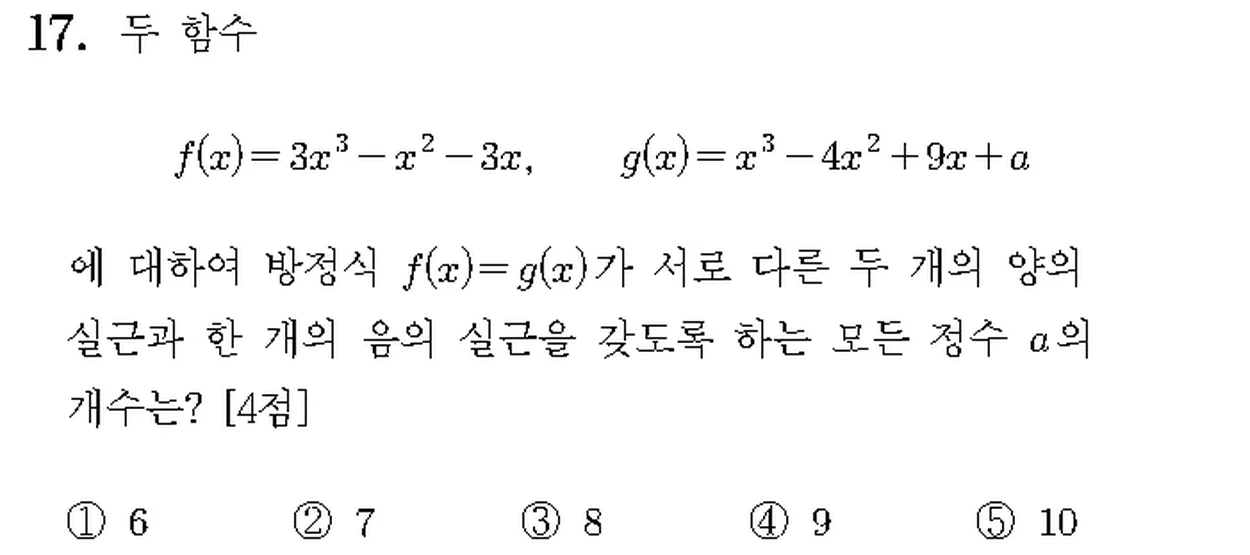 17. 두 함수
f(x)=3x³-x²-3x, g(x)=x³-4x²+9x+a
에 대하여 방정식 f(x)=g(x)가 서로 다른 두 개의 양의
실근과 한 개의 음의 실근을 갖도록 하는 모든 정수 a의
개수는? [4점]
① 6 ② 7 ③ 8 ④ 9 ⑤ 10